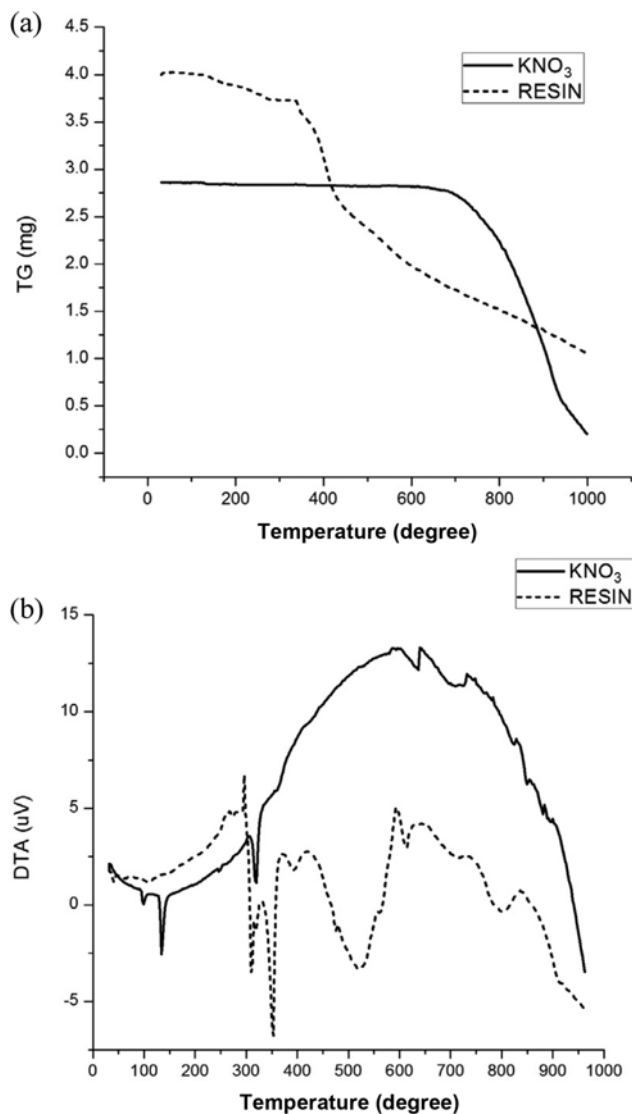 (a)
KNO₃
RESIN
4.5
4.0
3.5
3.0
2.5
2.0
1.5
1.0
0.5
0.0
TG (mg)
0 200 400 600 800 1000
Temperature (degree)
(b)
KNO₃
RESIN
15
10
5
0
-5
DTA (uV)
0 100 200 300 400 500 600 700 800 900 1000
Temperature (degree)